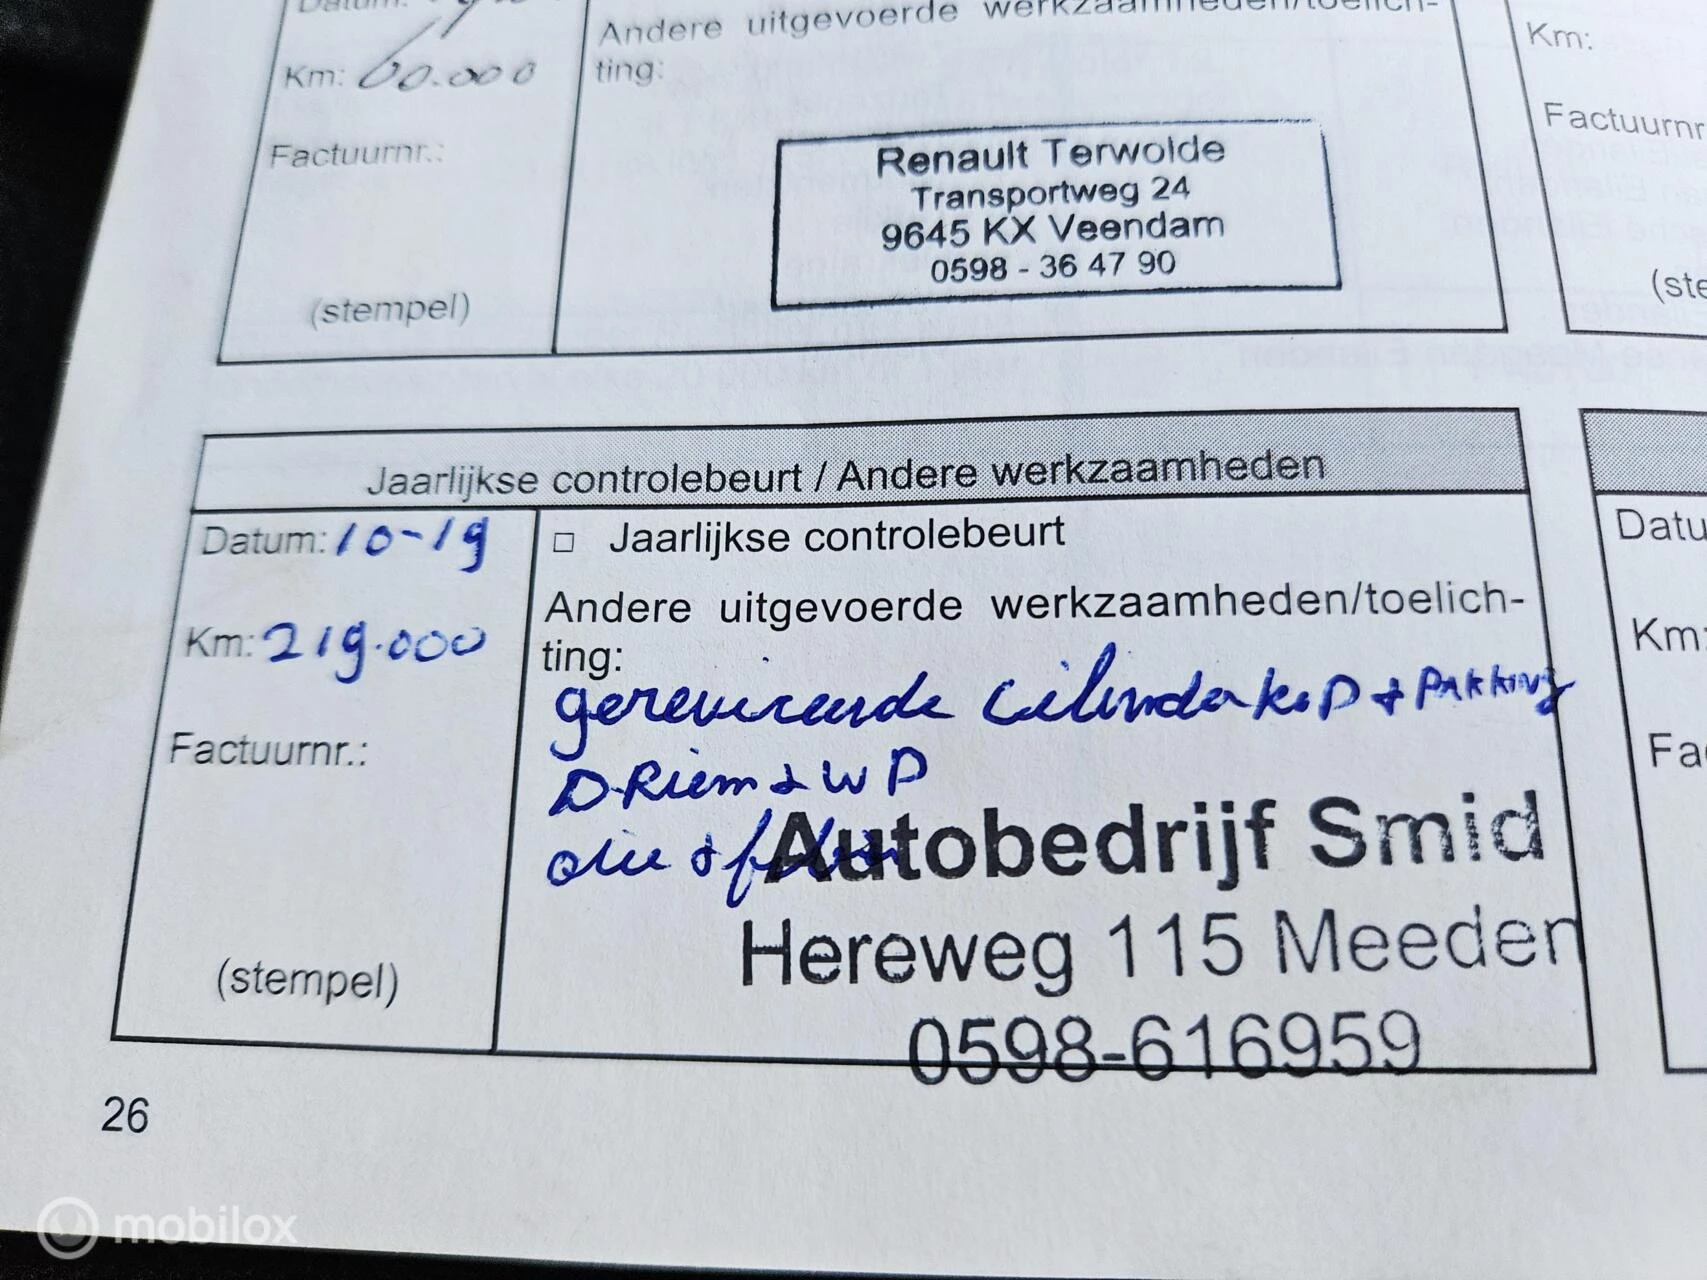 Datum:
Km: 60.000
Factuurnr.:
(stempel)
Andere uitgevoerde werkzaamheden/toelich-
ting:
Renault Terwolde
Transportweg 24
9645 KX Veendam
0598 - 36 47 90
Km:
Factuurnr
(ste
Jaarlijkse controlebeurt / Andere werkzaamheden
Datum: 10-19
Km: 219.000
Factuurnr.:
(stempel)
□ Jaarlijkse controlebeurt
Andere uitgevoerde werkzaamheden/toelich-
ting:
gereviseerde Cilinderkop + PAKKING
D-Riem + WP
olie + filter
Autobedrijf Smid
Hereweg 115 Meeden
0598-616959
Datu
Km:
Fa
26
mobilox